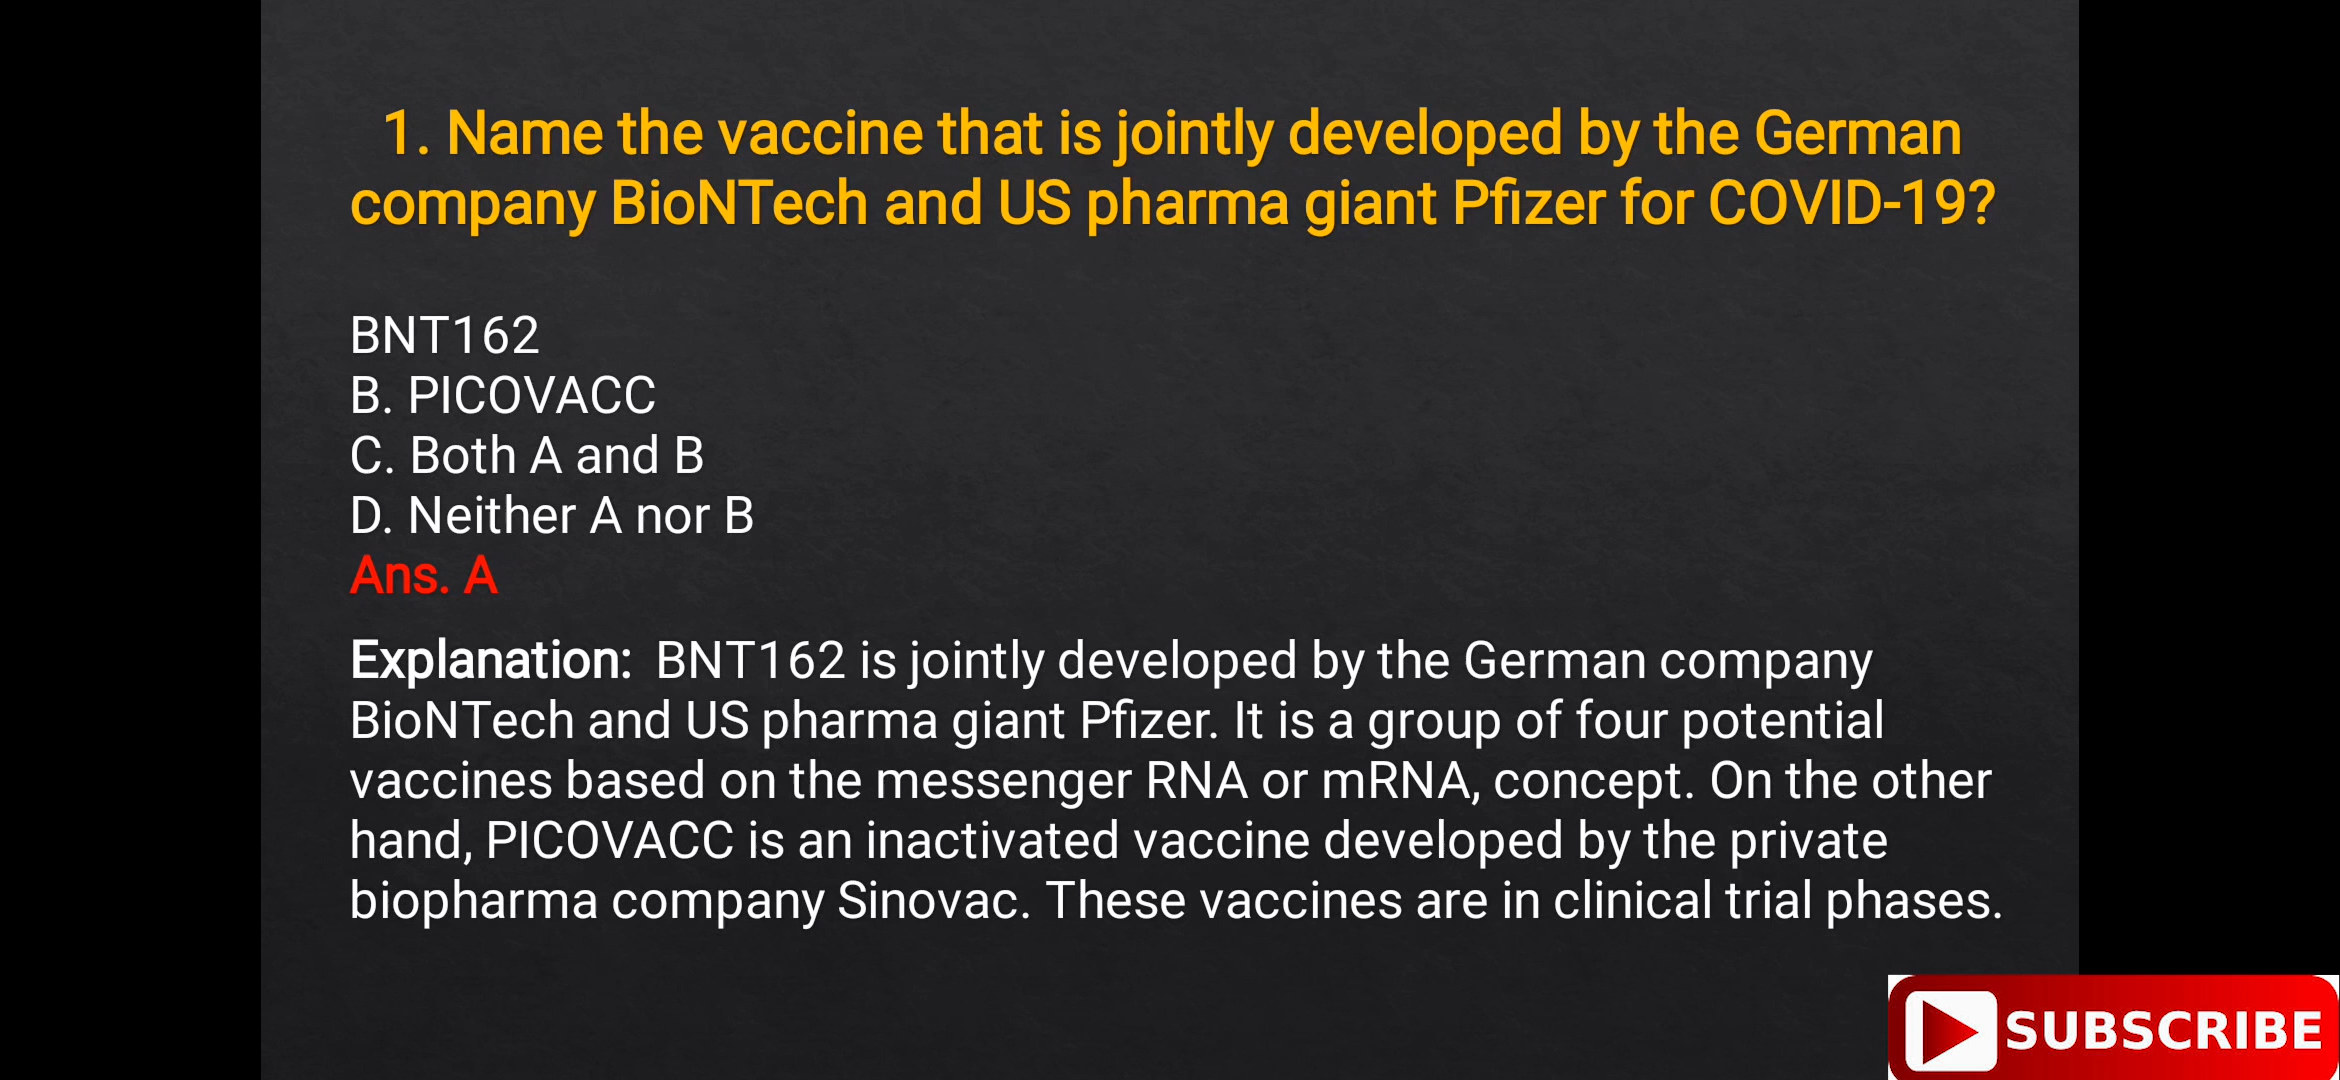 1. Name the vaccine that is jointly developed by the German
company BioNTech and US pharma giant Pfizer for COVID-19?
BNT162
B. PICOVACC
C. Both A and B
D. Neither A nor B
Ans. A
Explanation: BNT162 is jointly developed by the German company
BioNTech and US pharma giant Pfizer. It is a group of four potential
vaccines based on the messenger RNA or mRNA, concept. On the other
hand, PICOVACC is an inactivated vaccine developed by the private
biopharma company Sinovac. These vaccines are in clinical trial phases.
SUBSCRIBE